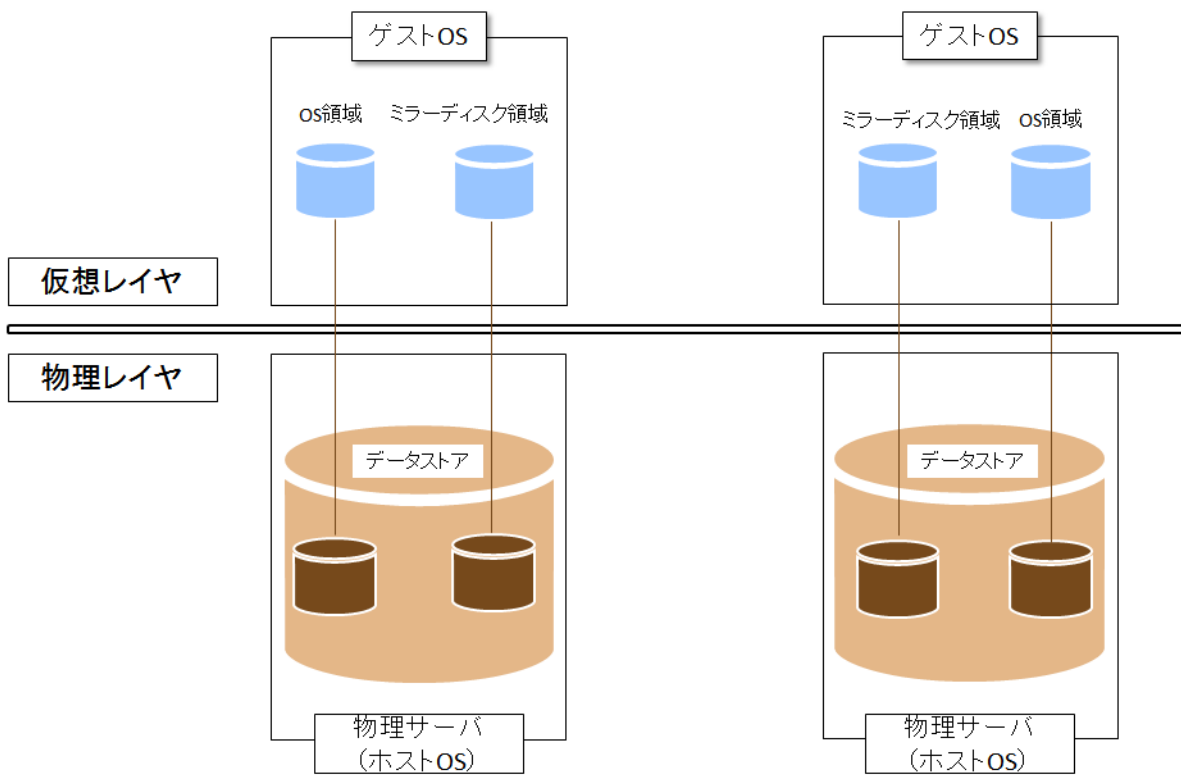 ゲストOS
ゲストOS
OS領域
ミラーディスク領域
ミラーディスク領域
OS領域
仮想レイヤ
物理レイヤ
データストア
データストア
物理サーバ
(ホストOS)
物理サーバ
(ホストOS)